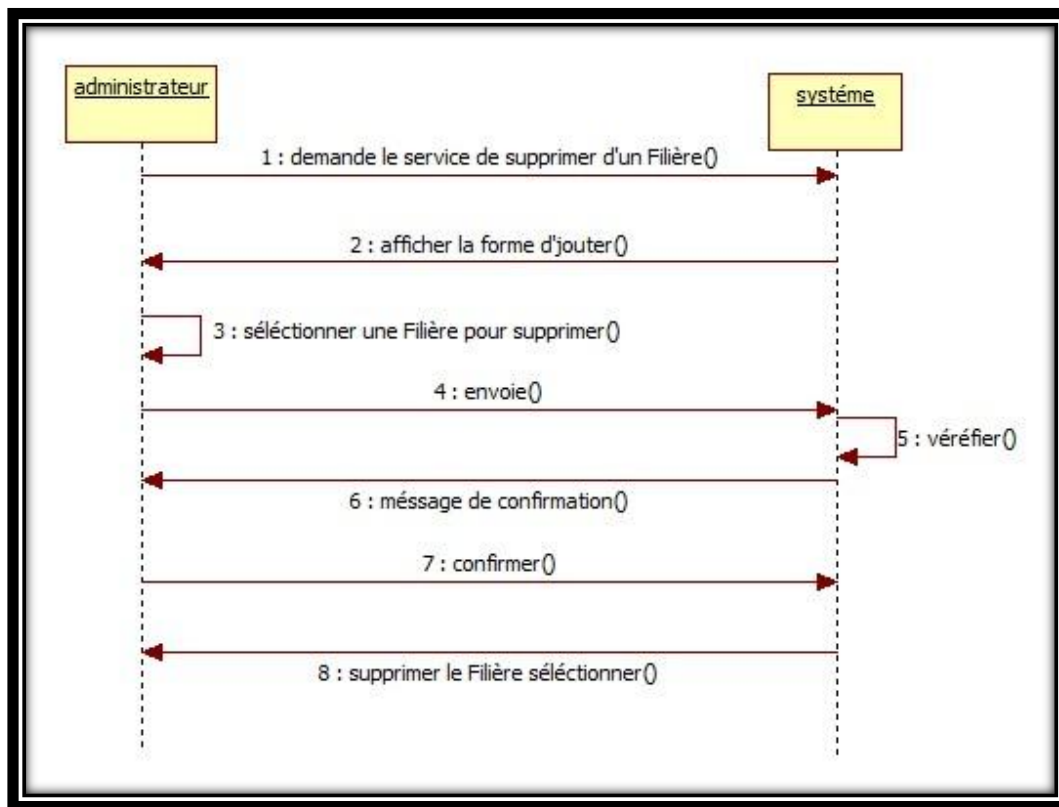 administrateur
systéme
1 : demande le service de supprimer d'un Filière()
2 : afficher la forme d'jouter()
3 : séléctionner une Filière pour supprimer()
4 : envoie()
5 : véréfier()
6 : méssage de confirmation()
7 : confirmer()
8 : supprimer le Filière séléctionner()